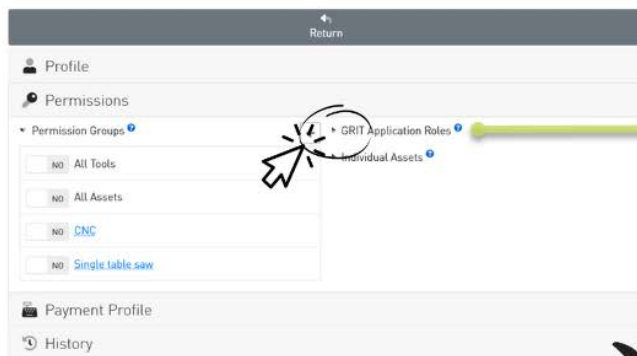 Return
Profile
Permissions
Permission Groups ?
GRIT Application Roles ?
Individual Assets ?
NO All Tools
NO All Assets
NO CNC
NO Single table saw
Payment Profile
History